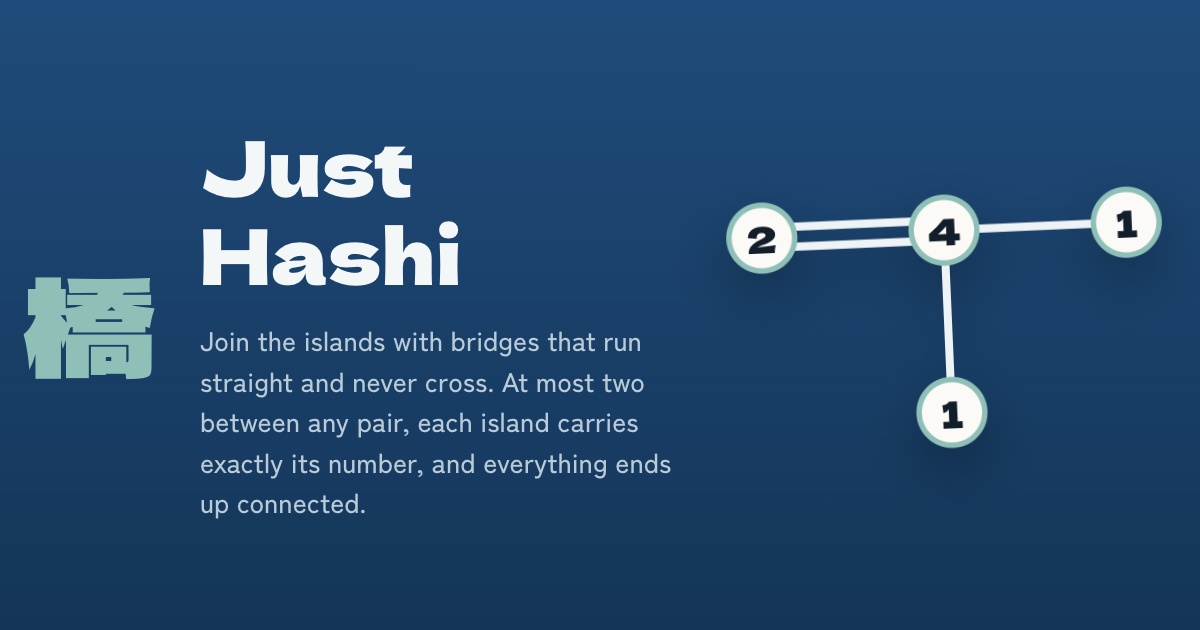 橋
Just
Hashi
Join the islands with bridges that run
straight and never cross. At most two
between any pair, each island carries
exactly its number, and everything ends
up connected.
2 4 1
1